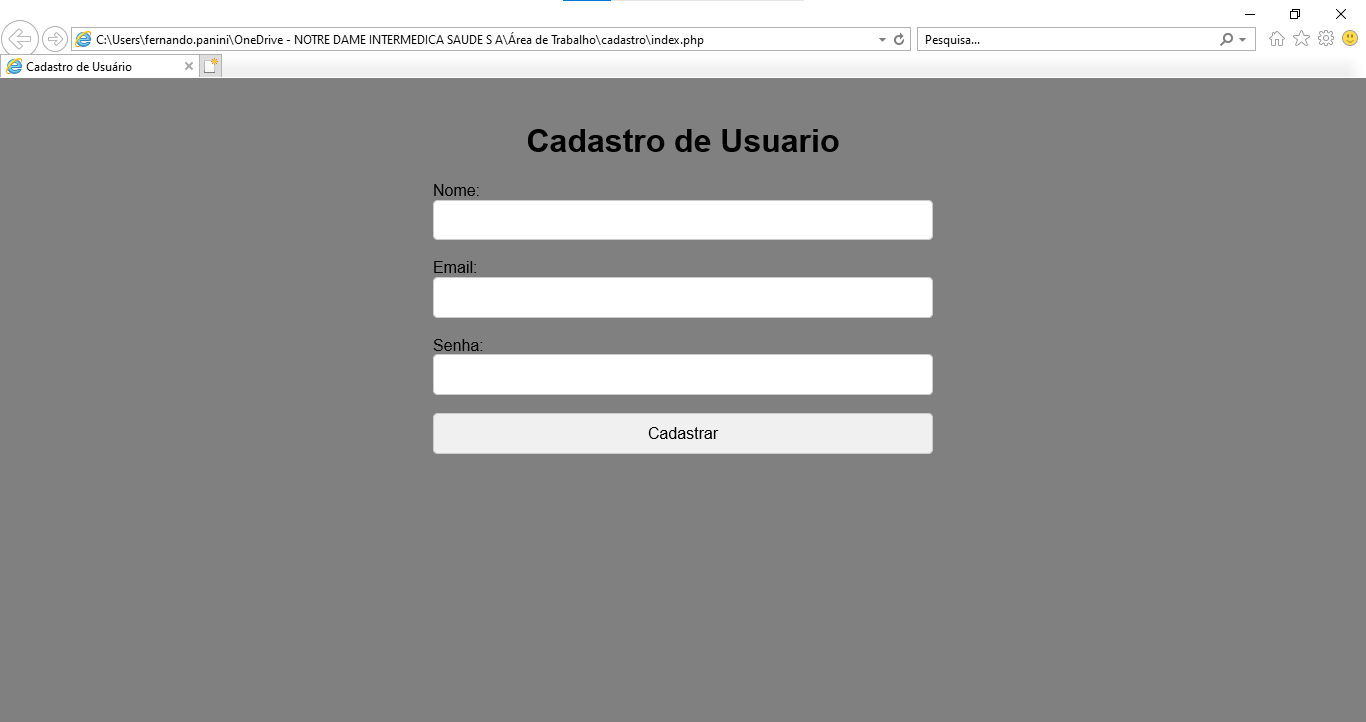 C:\Users\fernando.panini\OneDrive - NOTRE DAME INTERMEDICA SAUDE S A\Área de Trabalho\cadastro\index.php
Pesquisa...
Cadastro de Usuário
Cadastro de Usuario
Nome:
Email:
Senha:
Cadastrar